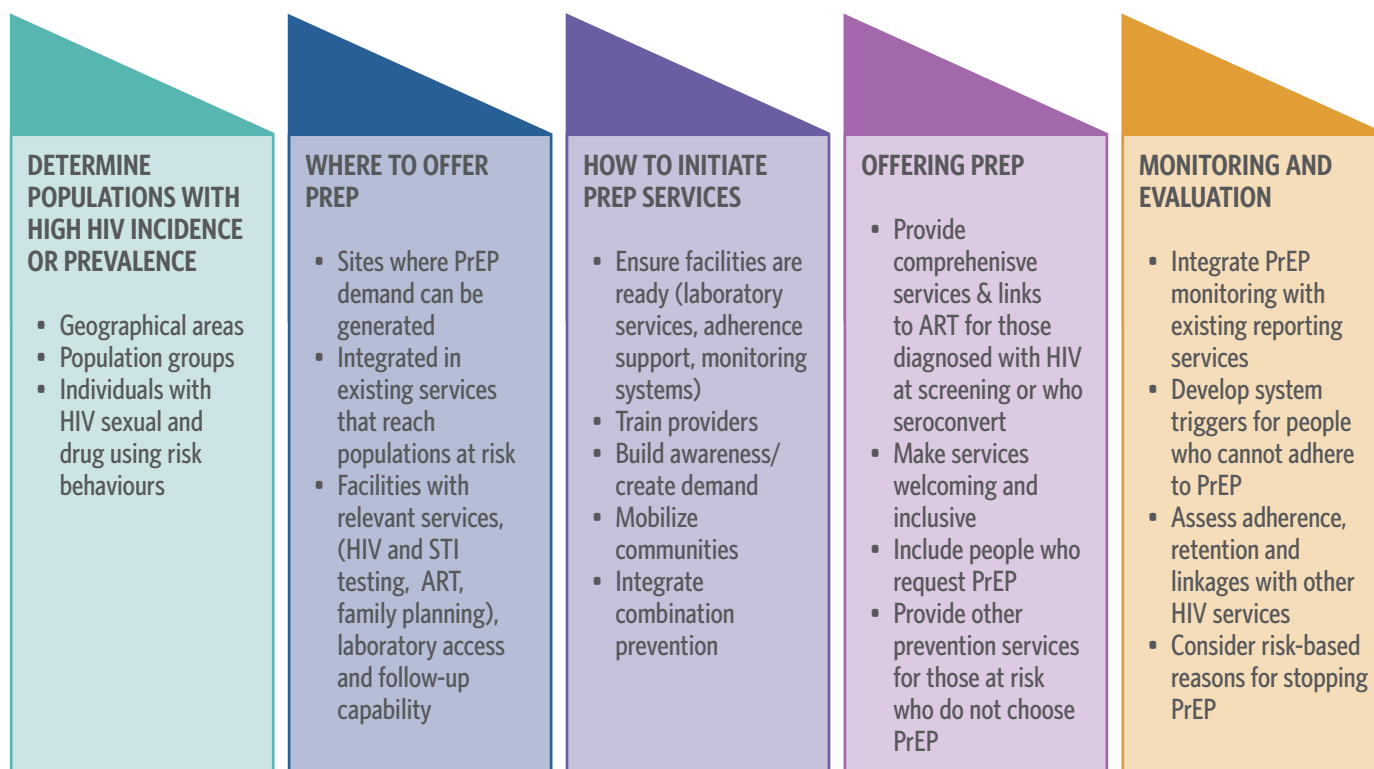 DETERMINE
POPULATIONS WITH
HIGH HIV INCIDENCE
OR PREVALENCE
• Geographical areas
• Population groups
• Individuals with
HIV sexual and
drug using risk
behaviours
WHERE TO OFFER
PREP
• Sites where PrEP
demand can be
generated
• Integrated in
existing services
that reach
populations at risk
• Facilities with
relevant services,
(HIV and STI
testing, ART,
family planning),
laboratory access
and follow-up
capability
HOW TO INITIATE
PREP SERVICES
• Ensure facilities are
ready (laboratory
services, adherence
support, monitoring
systems)
• Train providers
• Build awareness/
create demand
• Mobilize
communities
• Integrate
combination
prevention
OFFERING PREP
• Provide
comprehenisve
services & links
to ART for those
diagnosed with HIV
at screening or who
seroconvert
• Make services
welcoming and
inclusive
• Include people who
request PrEP
• Provide other
prevention services
for those at risk
who do not choose
PrEP
MONITORING AND
EVALUATION
• Integrate PrEP
monitoring with
existing reporting
services
• Develop system
triggers for people
who cannot adhere
to PrEP
• Assess adherence,
retention and
linkages with other
HIV services
• Consider risk-based
reasons for stopping
PrEP